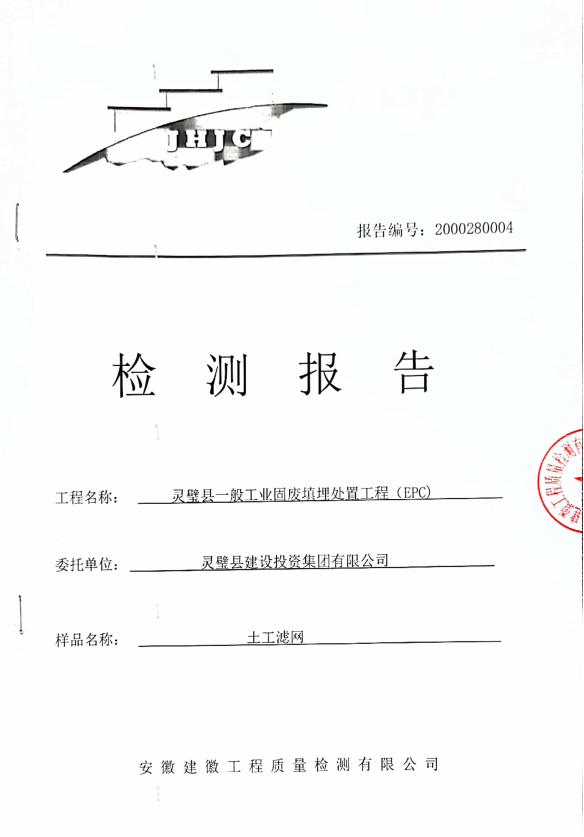 JHJC
报告编号：2000280004
检测报告
工程名称： 灵璧县一般工业固废填埋处置工程（EPC）
委托单位： 灵璧县建设投资集团有限公司
样品名称： 土工滤网
安徽建徽工程质量检测有限公司